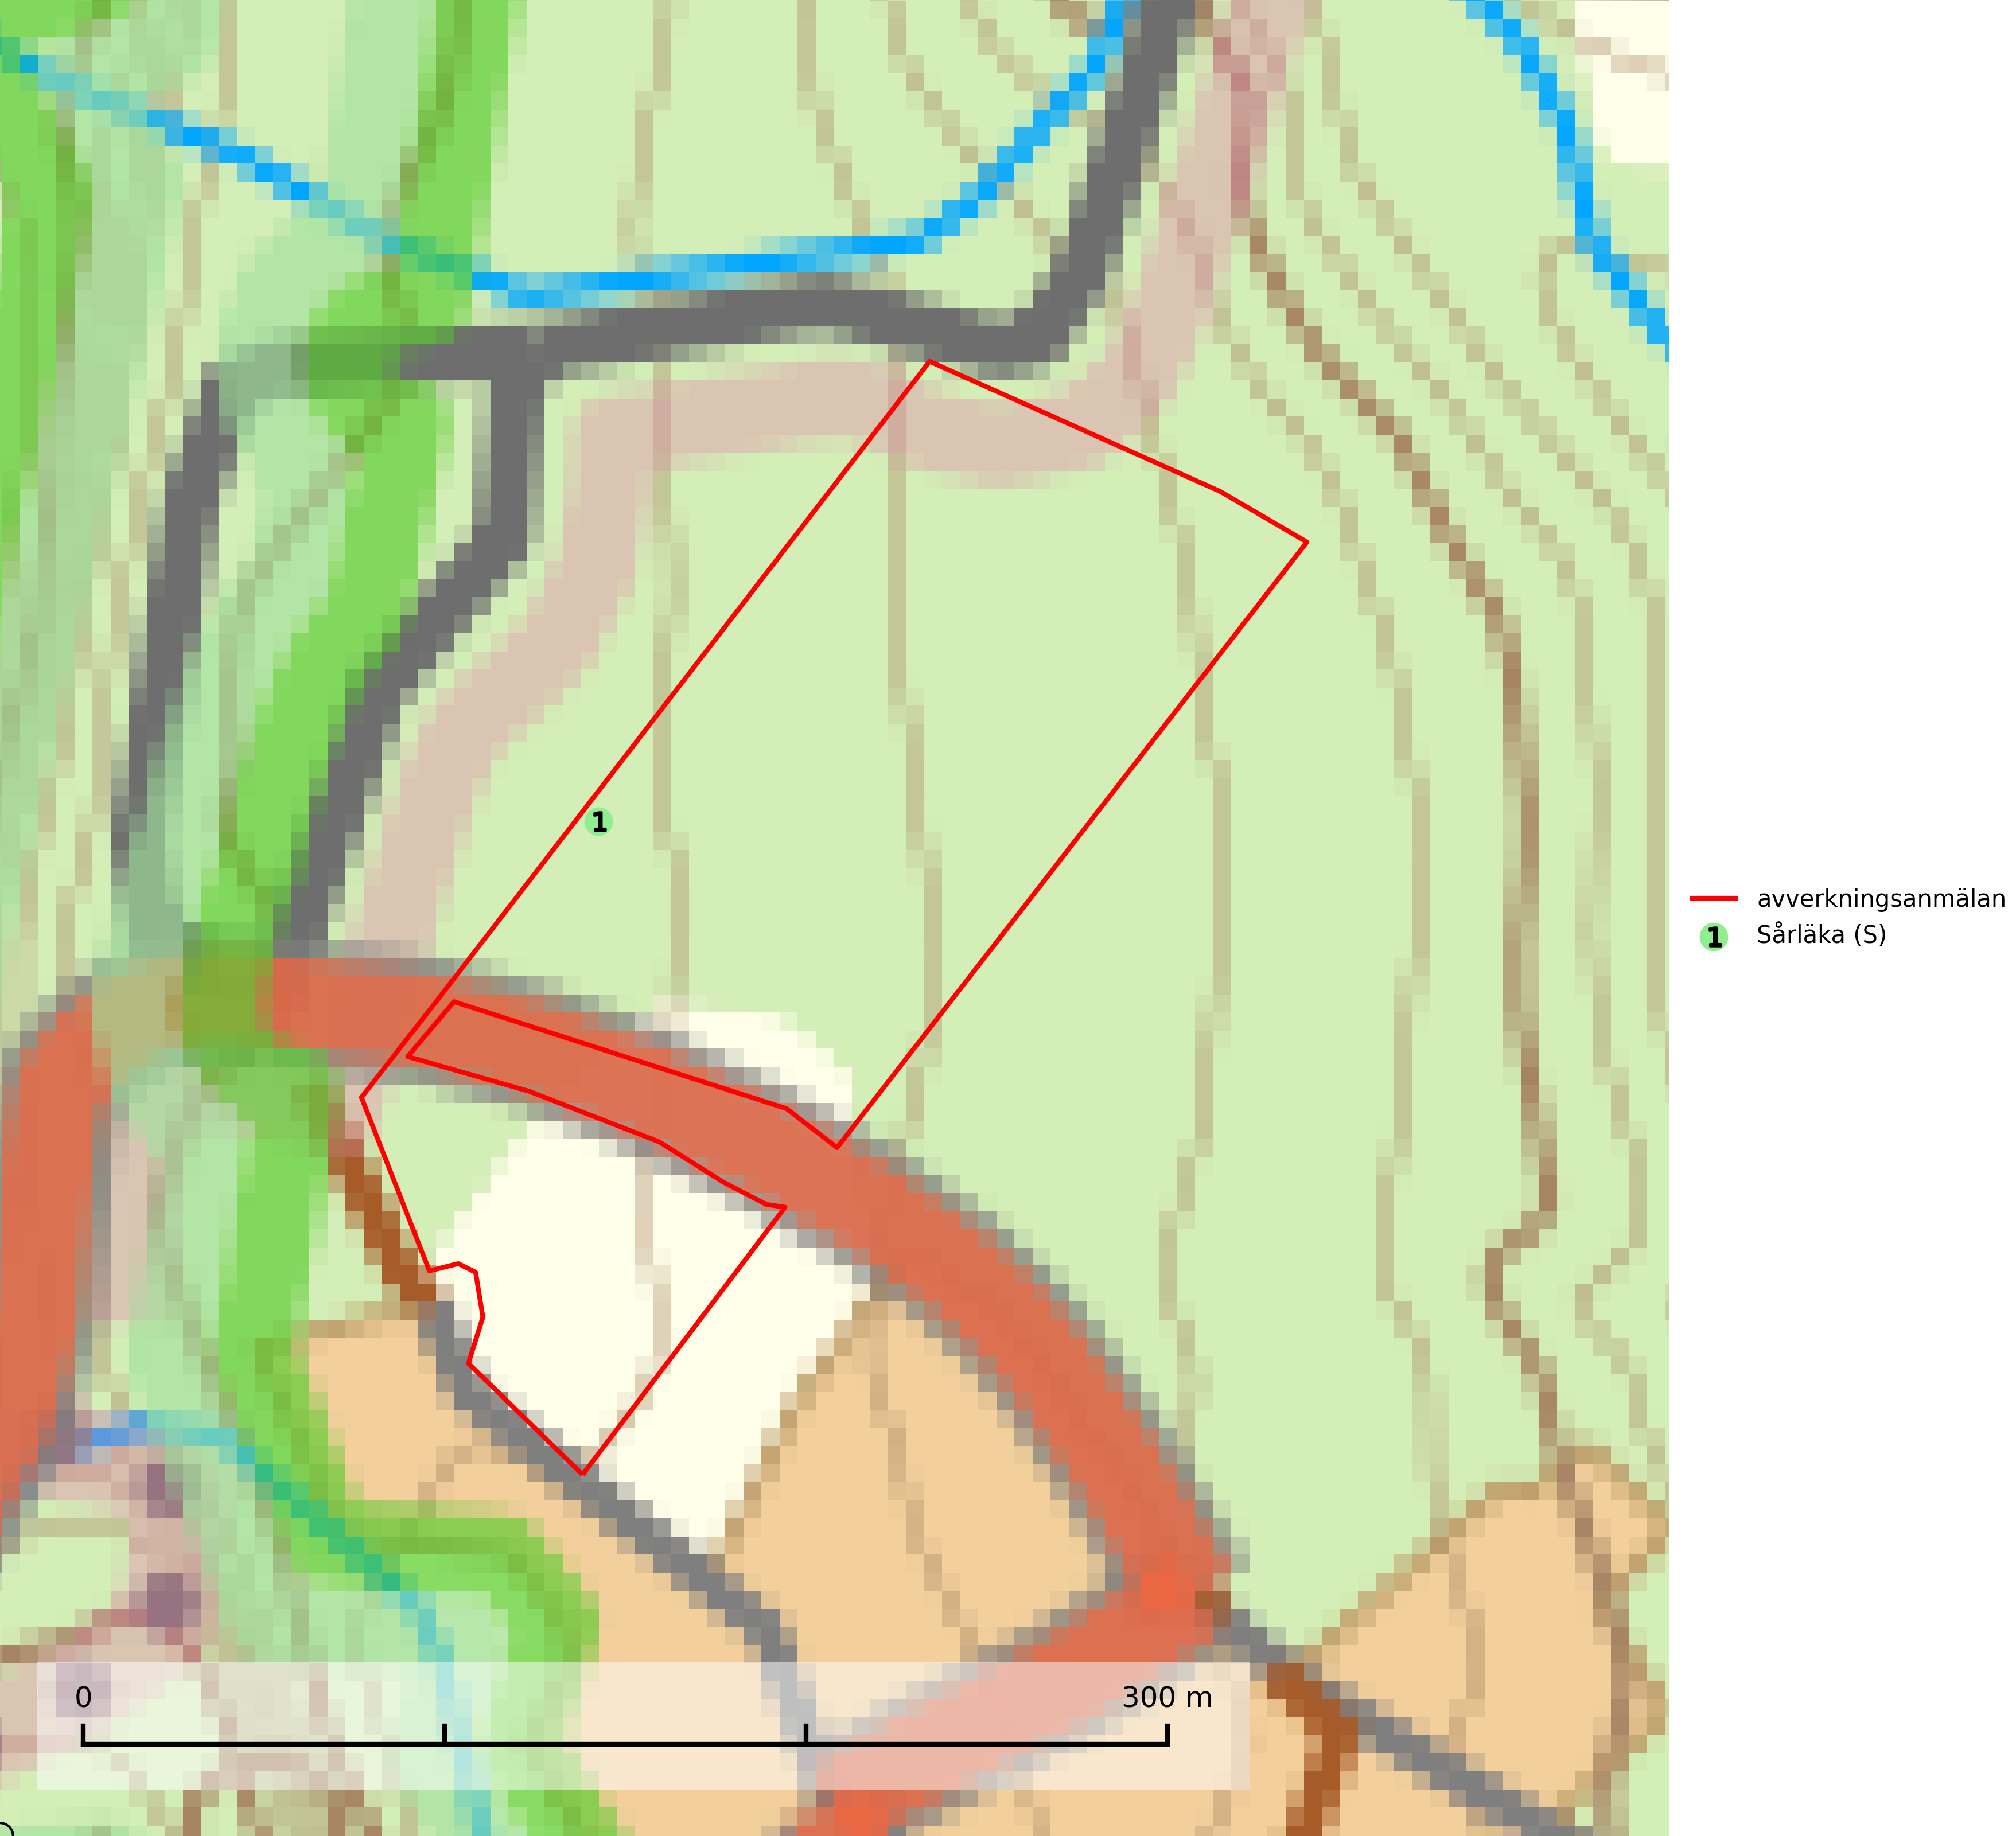 1
avverkningsanmälan
1 Sårläka (S)
0 300 m